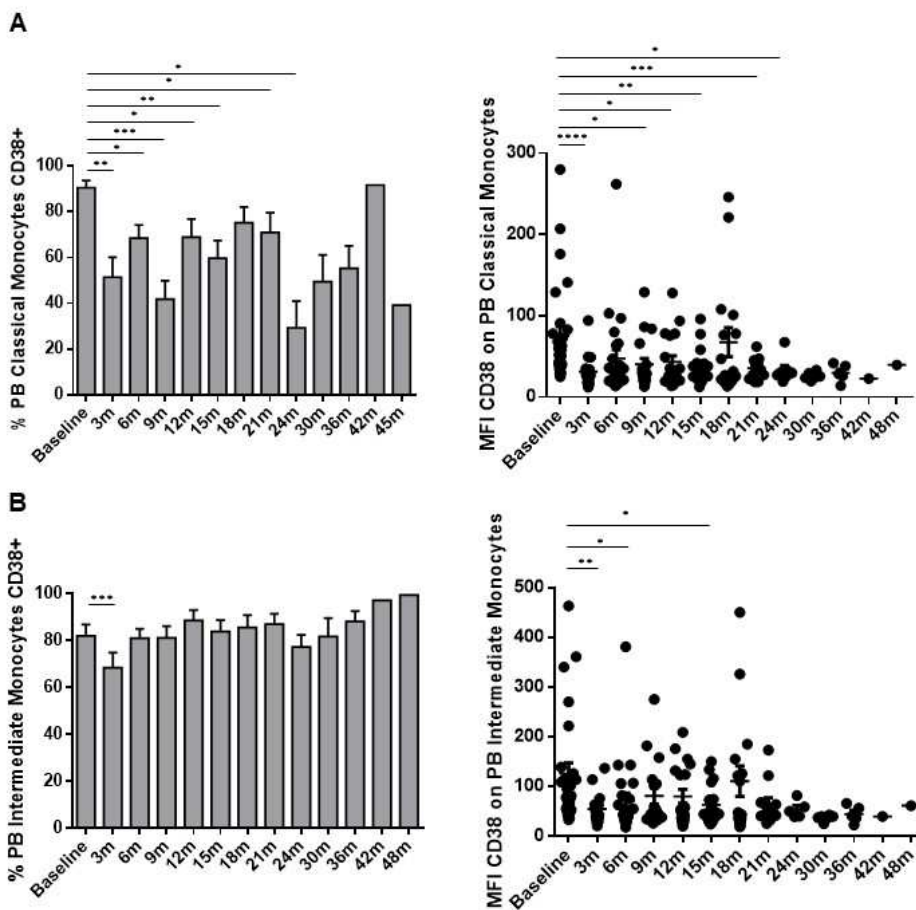 A
*
*
**
*
***
*
**
% PB Classical Monocytes CD38+
100
80
60
40
20
0
Baseline
3m
6m
9m
12m
15m
18m
21m
24m
30m
36m
42m
45m
*
***
**
*
*
****
MFI CD38 on PB Classical Monocytes
300
200
100
0
Baseline
3m
6m
9m
12m
15m
18m
21m
24m
30m
36m
42m
48m
B
***
% PB Intermediate Monocytes CD38+
100
80
60
40
20
0
Baseline
3m
6m
9m
12m
15m
18m
21m
24m
30m
36m
42m
48m
*
*
**
MFI CD38 on PB Intermediate Monocytes
500
400
300
200
100
0
Baseline
3m
6m
9m
12m
15m
18m
21m
24m
30m
36m
42m
48m